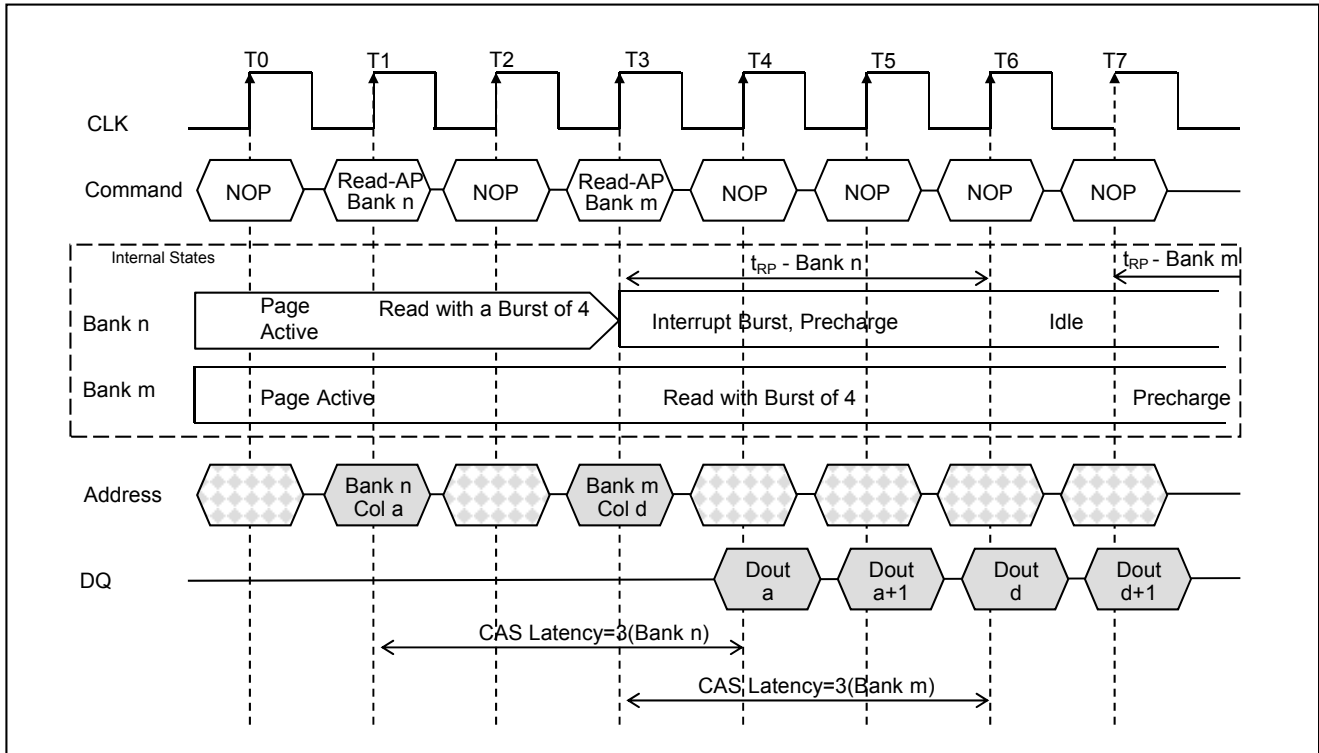 T0 T1 T2 T3 T4 T5 T6 T7
CLK
Command
NOP
Read-AP
Bank n
NOP
Read-AP
Bank m
NOP
NOP
NOP
NOP
Internal States
tRP - Bank n
tRP - Bank m
Bank n
Page
Active
Read with a Burst of 4
Interrupt Burst, Precharge
Idle
Bank m
Page Active
Read with Burst of 4
Precharge
Address
Bank n
Col a
Bank m
Col d
DQ
Dout
a
Dout
a+1
Dout
d
Dout
d+1
CAS Latency=3(Bank n)
CAS Latency=3(Bank m)